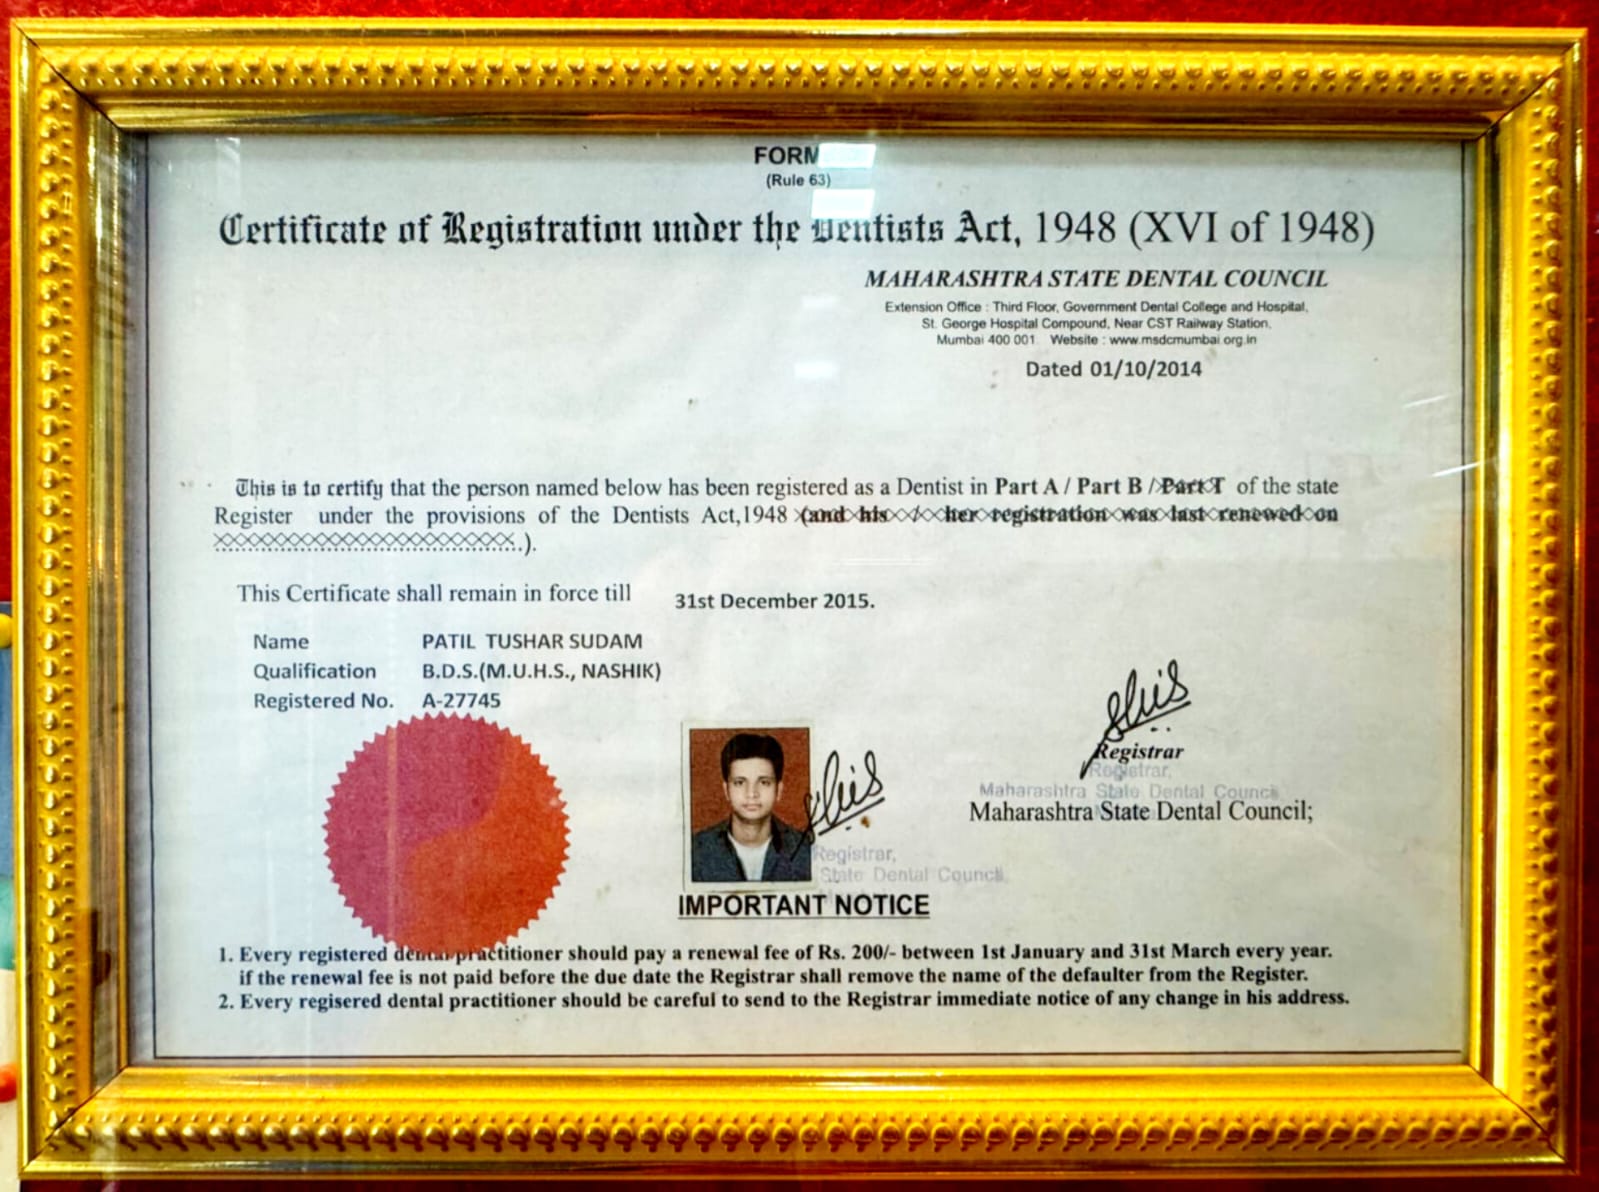 FORM
(Rule 63)
Certificate of Registration under the Dentists Act, 1948 (XVI of 1948)
MAHARASHTRA STATE DENTAL COUNCIL
Extension Office : Third Floor, Government Dental College and Hospital,
St. George Hospital Compound, Near CST Railway Station,
Mumbai 400 001 Website : www.msdcmumbai.org.in
Dated 01/10/2014
This is to certify that the person named below has been registered as a Dentist in Part A / Part B / Part T of the state
Register under the provisions of the Dentists Act,1948 (and his / her registration was last renewed on
XXXXXXXXXXXXXXXXXXXXXXXX.).
This Certificate shall remain in force till 31st December 2015.
Name PATIL TUSHAR SUDAM
Qualification B.D.S.(M.U.H.S., NASHIK)
Registered No. A-27745
Registrar
Registrar,
Maharashtra State Dental Council
Maharashtra State Dental Council;
Registrar,
State Dental Council
IMPORTANT NOTICE
1. Every registered dental practitioner should pay a renewal fee of Rs. 200/- between 1st January and 31st March every year.
if the renewal fee is not paid before the due date the Registrar shall remove the name of the defaulter from the Register.
2. Every regisered dental practitioner should be careful to send to the Registrar immediate notice of any change in his address.